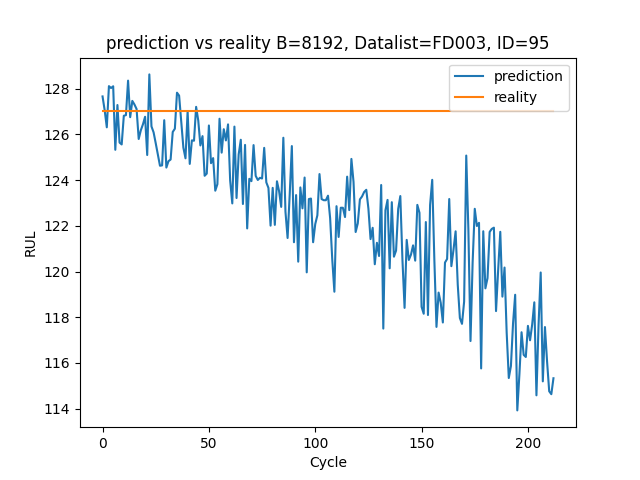 prediction vs reality B=8192, Datalist=FD003, ID=95
prediction
reality
128
126
124
122
120
118
116
114
RUL
0
50
100
150
200
Cycle